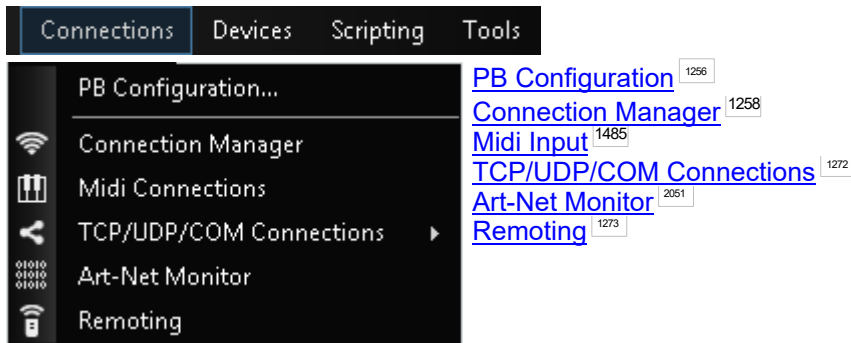 Connections Devices Scripting Tools
PB Configuration...
Connection Manager
Midi Connections
TCP/UDP/COM Connections
Art-Net Monitor
Remoting
PB Configuration 1256
Connection Manager 1258
Midi Input 1485
TCP/UDP/COM Connections 1272
Art-Net Monitor 2051
Remoting 1273